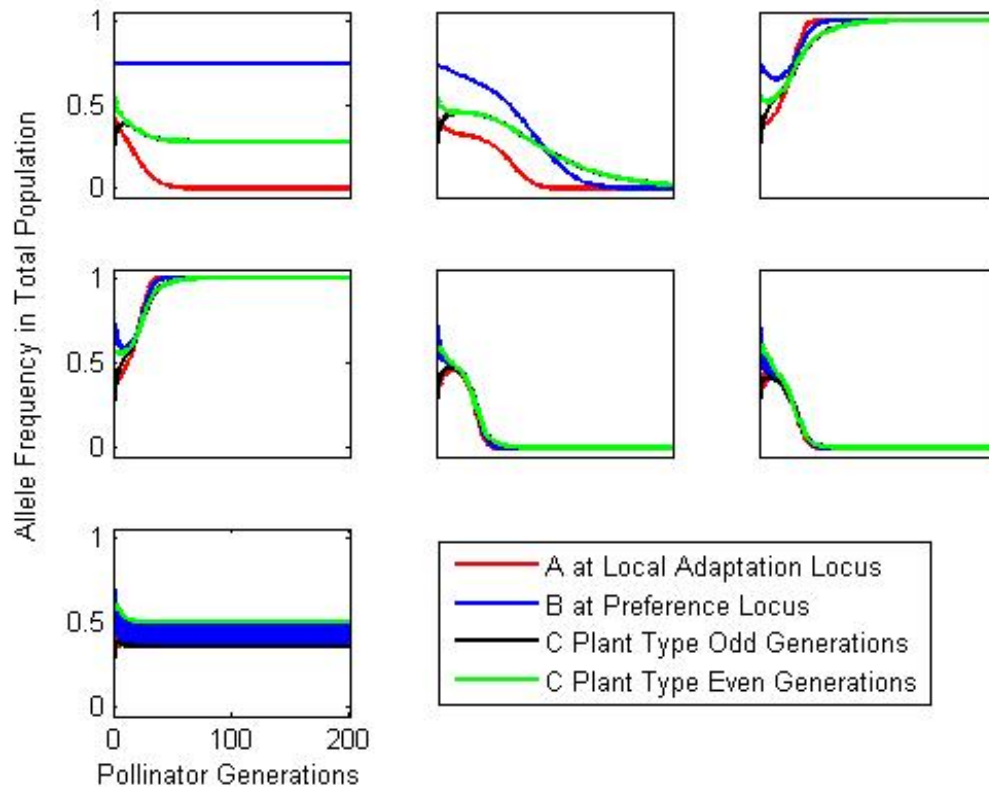 Allele Frequency in Total Population
1
0.5
0
1
0.5
0
1
0.5
0
0 100 200
Pollinator Generations
A at Local Adaptation Locus
B at Preference Locus
C Plant Type Odd Generations
C Plant Type Even Generations